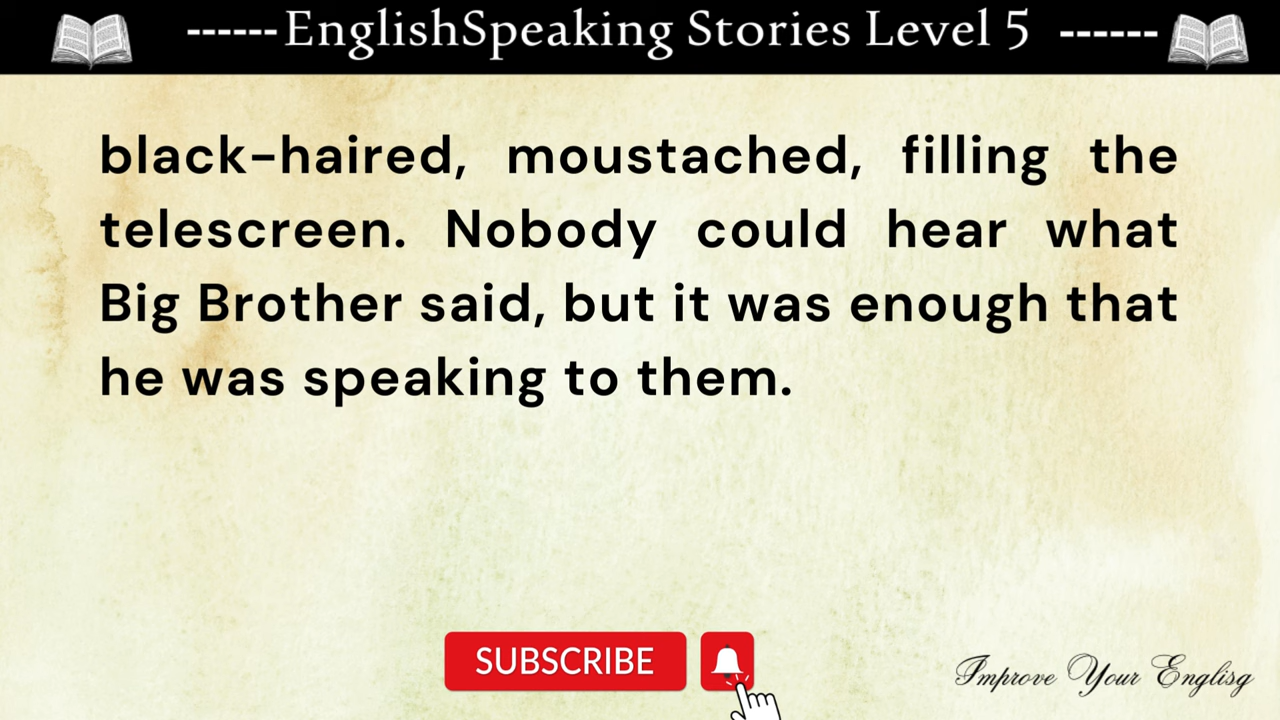 ------EnglishSpeaking Stories Level 5 ------
black-haired, moustached, filling the
telescreen. Nobody could hear what
Big Brother said, but it was enough that
he was speaking to them.
SUBSCRIBE
Improve Your Englisg